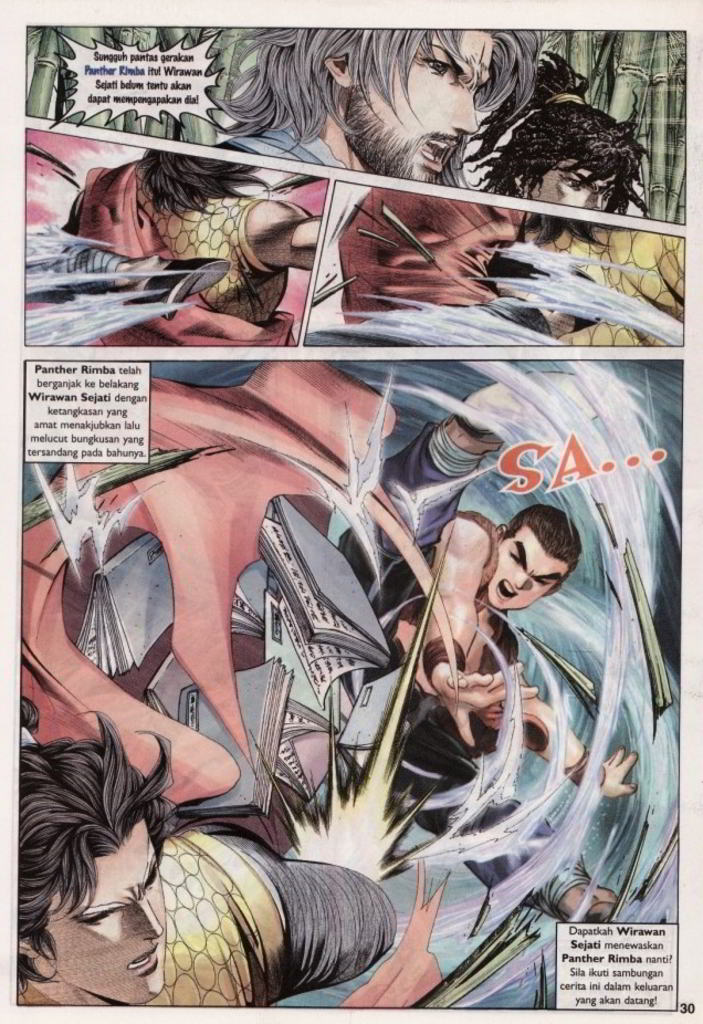 Sungguh pantas gerakan
Panther Rimba itu! Wirawan
Sejati belum tentu akan
dapat mempengapakan dia!
Panther Rimba telah
berganjak ke belakang
Wirawan Sejati dengan
ketangkasan yang
amat menakjubkan lalu
melucut bungkusan yang
tersandang pada bahunya.
SA...
Dapatkah Wirawan
Sejati menewaskan
Panther Rimba nanti?
Sila ikuti sambungan
cerita ini dalam keluaran
yang akan datang!
30